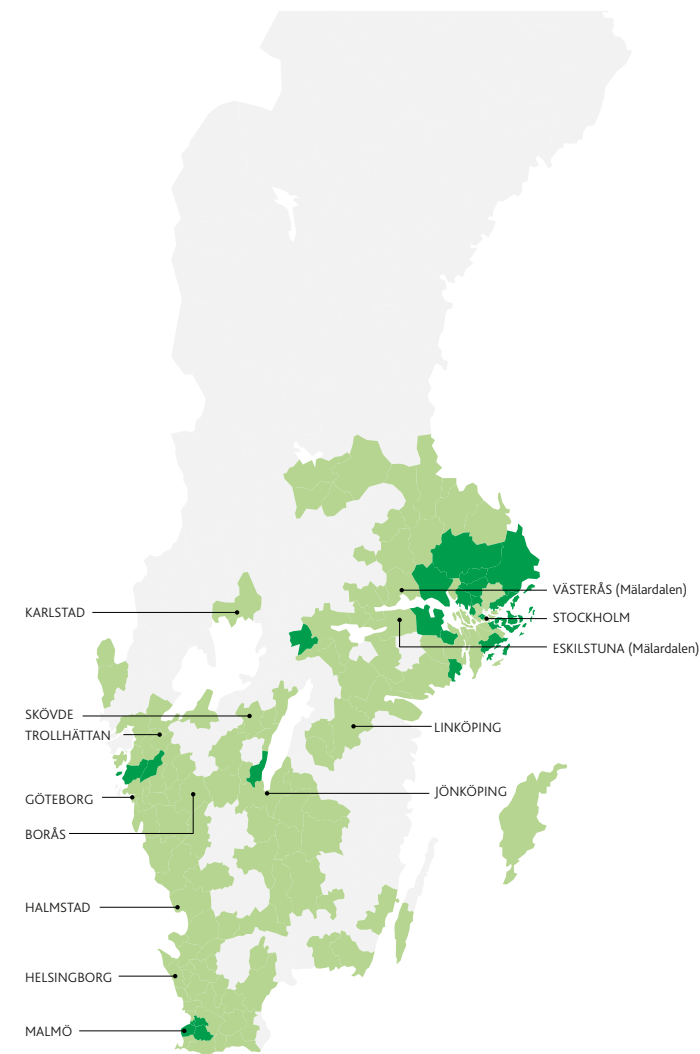 VÄSTERÅS (Mälardalen)
KARLSTAD
STOCKHOLM
ESKILSTUNA (Mälardalen)
SKÖVDE
LINKÖPING
TROLLHÄTTAN
JÖNKÖPING
GÖTEBORG
BORÅS
HALMSTAD
HELSINGBORG
MALMÖ